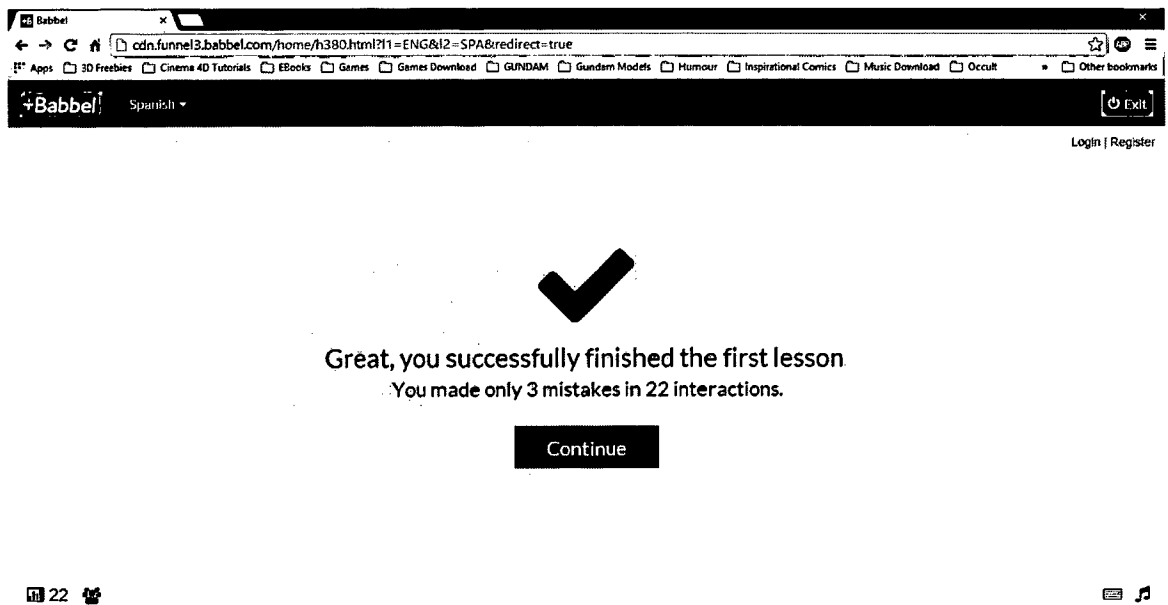 +Babbel Babbel ×
×
cdn.funnel3.babbel.com/home/h380.html?l1=ENG&l2=SPA&redirect=true ABP
Apps 3D Freebies Cinema 4D Tutorials EBooks Games Games Download GUNDAM Gundam Models Humour Inspirational Comics Music Download Occult » Other bookmarks
+Babbel Spanish Exit
Login | Register
Great, you successfully finished the first lesson
You made only 3 mistakes in 22 interactions.
Continue
22